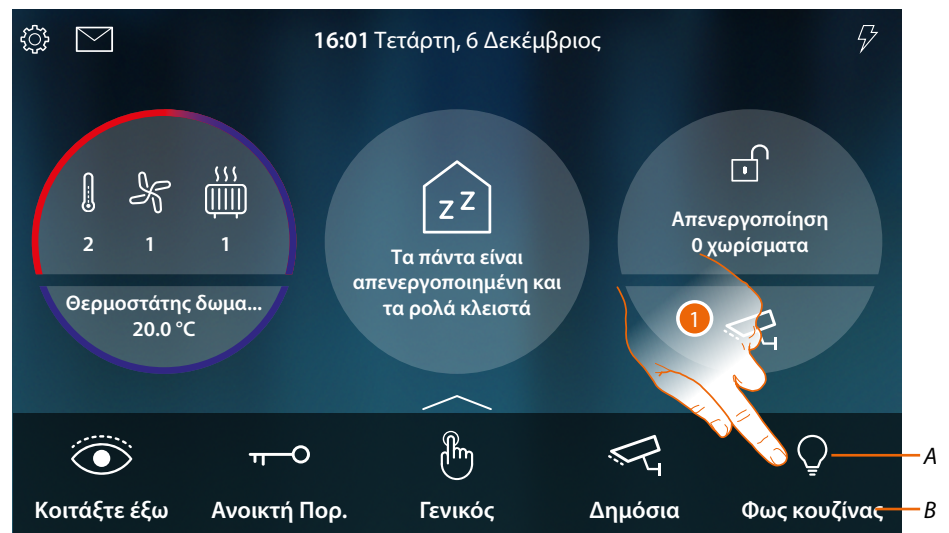 16:01 Τετάρτη, 6 Δεκέμβριος
2 1 1
Θερμοστάτης δωμα...
20.0 °C
Τα πάντα είναι
απενεργοποιημένη και
τα ρολά κλειστά
Απενεργοποίηση
0 χωρίσματα
1
A
Κοιτάξτε έξω
Ανοικτή Πορ.
Γενικός
Δημόσια
Φως κουζίνας
B